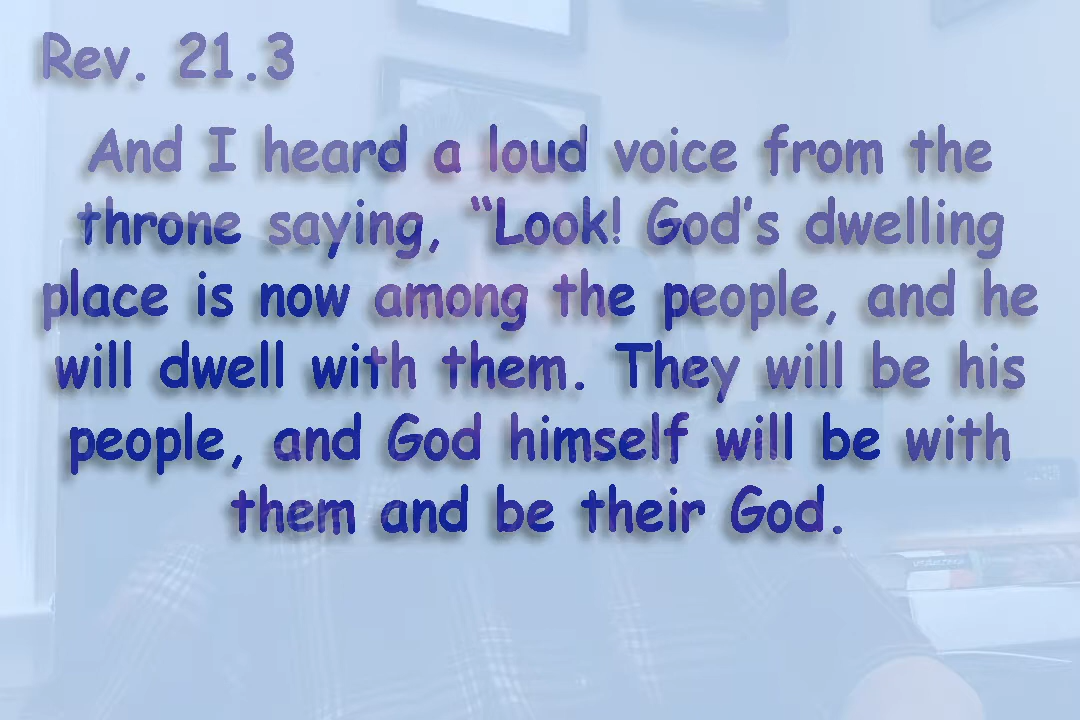 Rev. 21.3
And I heard a loud voice from the
throne saying, “Look! God’s dwelling
place is now among the people, and he
will dwell with them. They will be his
people, and God himself will be with
them and be their God.